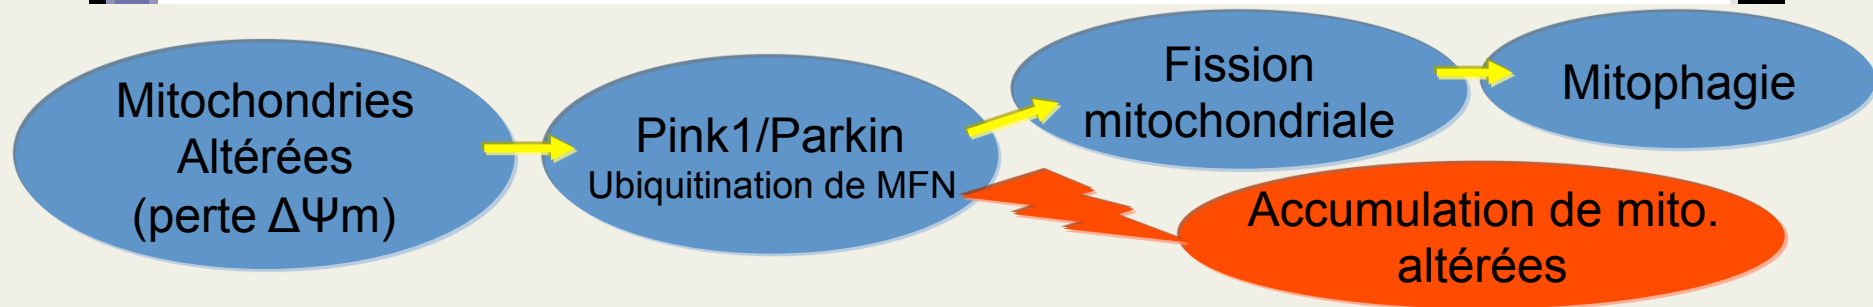 Mitochondries
Altérées
(perte ΔΨm)
Pink1/Parkin
Ubiquitination de MFN
Fission
mitochondriale
Mitophagie
Accumulation de mito.
altérées